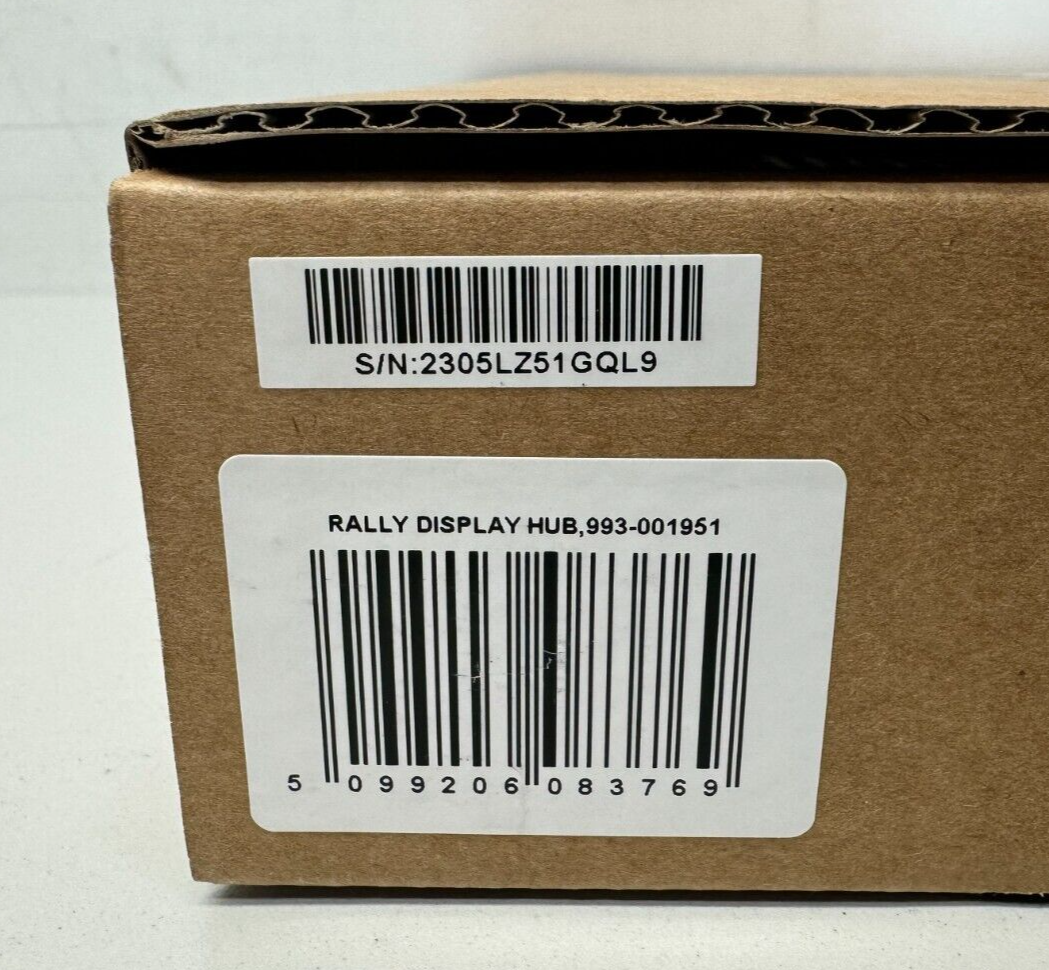 S/N:2305LZ51GQL9
RALLY DISPLAY HUB,993-001951
5 099206 083769